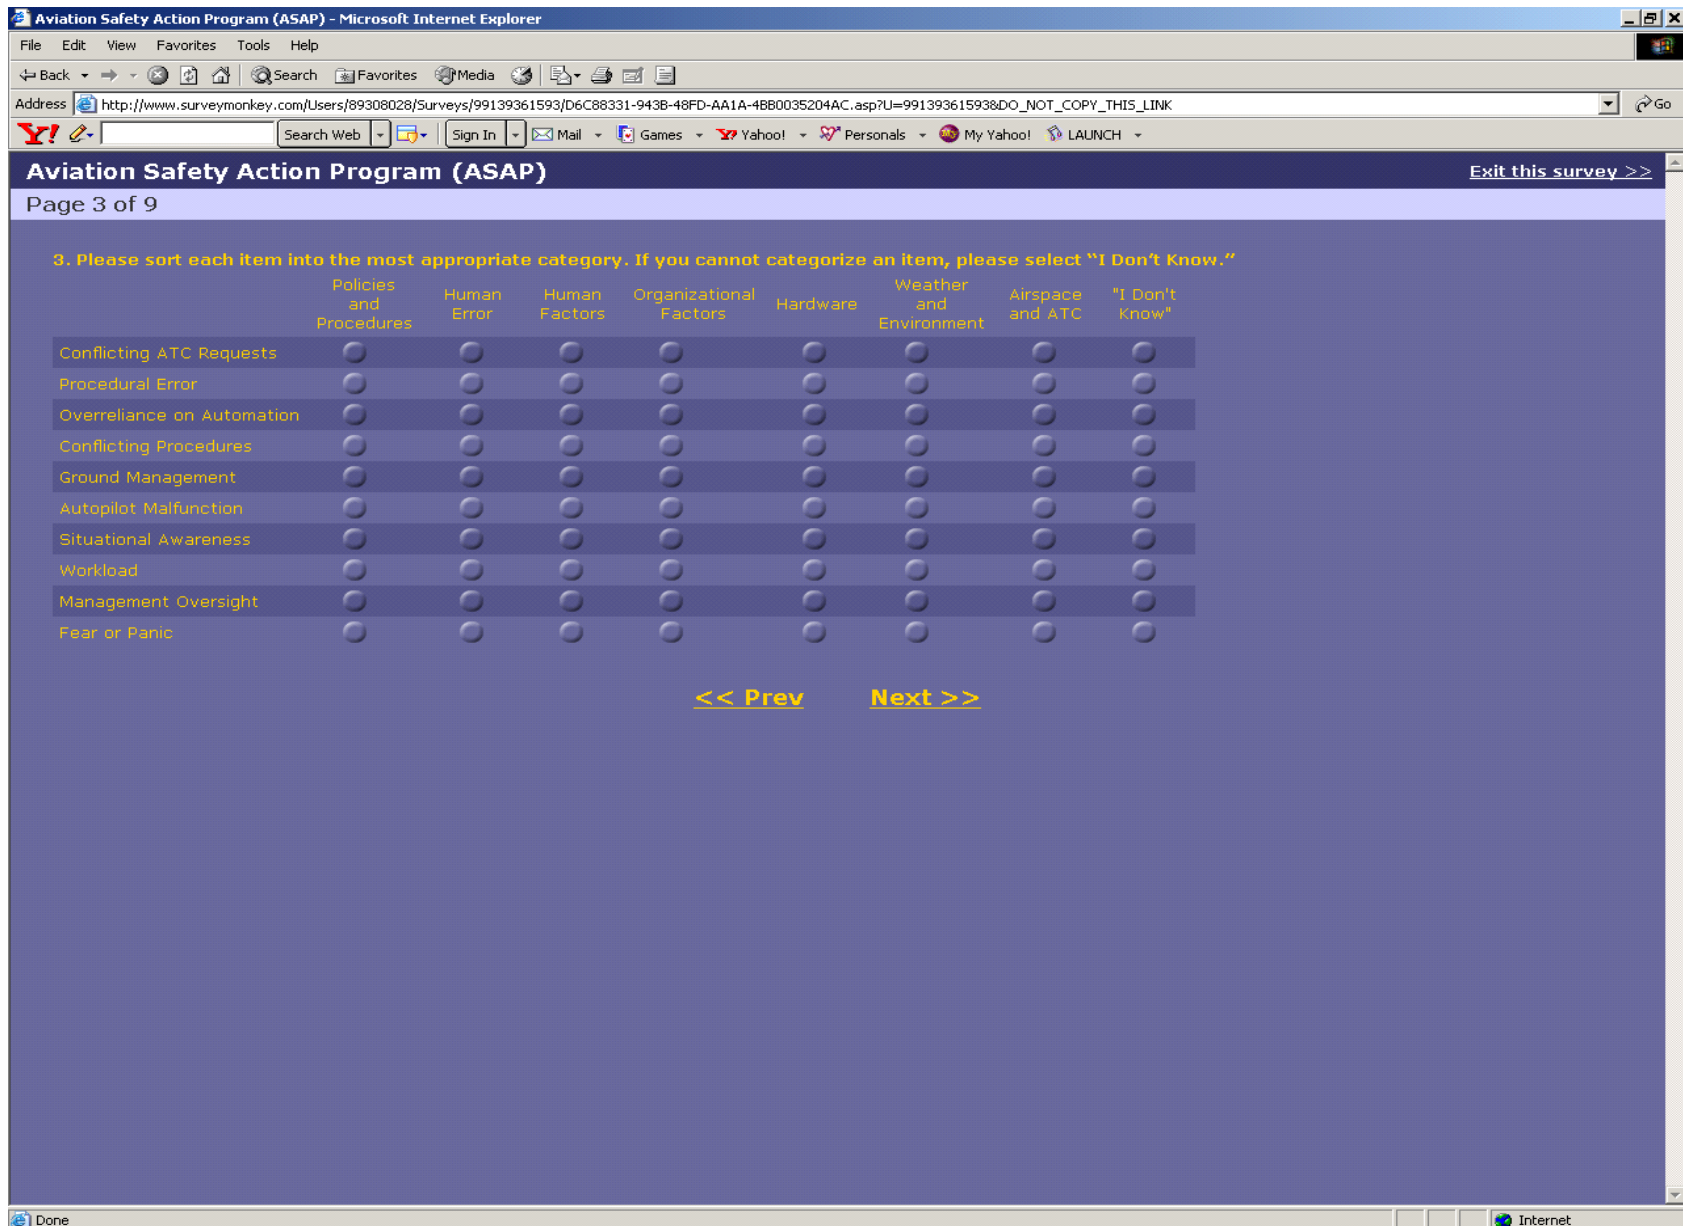 Aviation Safety Action Program (ASAP) - Microsoft Internet Explorer
File Edit View Favorites Tools Help
Back Search Favorites Media
Address http://www.surveymonkey.com/Users/89308028/Surveys/99139361593/D6C88331-943B-48FD-AA1A-4BB0035204AC.asp?U=99139361593&DO_NOT_COPY_THIS_LINK Go
Y! Search Web Sign In Mail Games Yahoo! Personals My Yahoo! LAUNCH
Aviation Safety Action Program (ASAP) Exit this survey >>
Page 3 of 9
3. Please sort each item into the most appropriate category. If you cannot categorize an item, please select “I Don’t Know.”
Policies and Procedures
Human Error
Human Factors
Organizational Factors
Hardware
Weather and Environment
Airspace and ATC
"I Don't Know"
Conflicting ATC Requests
Procedural Error
Overreliance on Automation
Conflicting Procedures
Ground Management
Autopilot Malfunction
Situational Awareness
Workload
Management Oversight
Fear or Panic
<< Prev Next >>
Done Internet